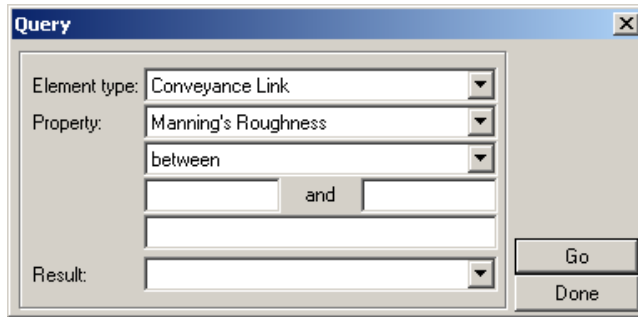 Query
Element type: Conveyance Link
Property: Manning's Roughness
between
and
Result:
Go
Done